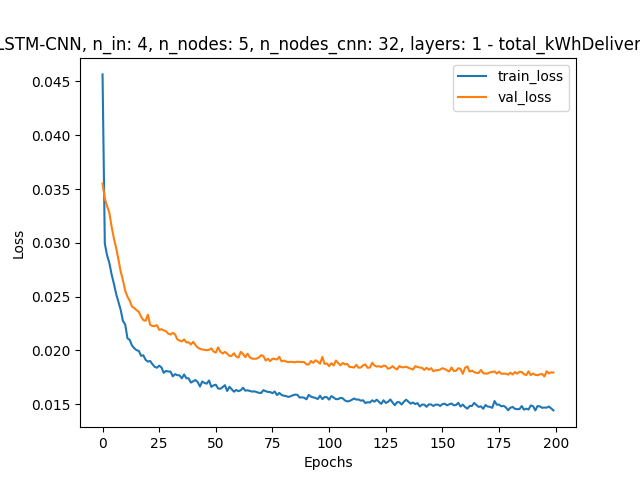 LSTM-CNN, n_in: 4, n_nodes: 5, n_nodes_cnn: 32, layers: 1 - total_kWhDeliver
train_loss
val_loss
0.045
0.040
0.035
0.030
0.025
0.020
0.015
Loss
0 25 50 75 100 125 150 175 200
Epochs